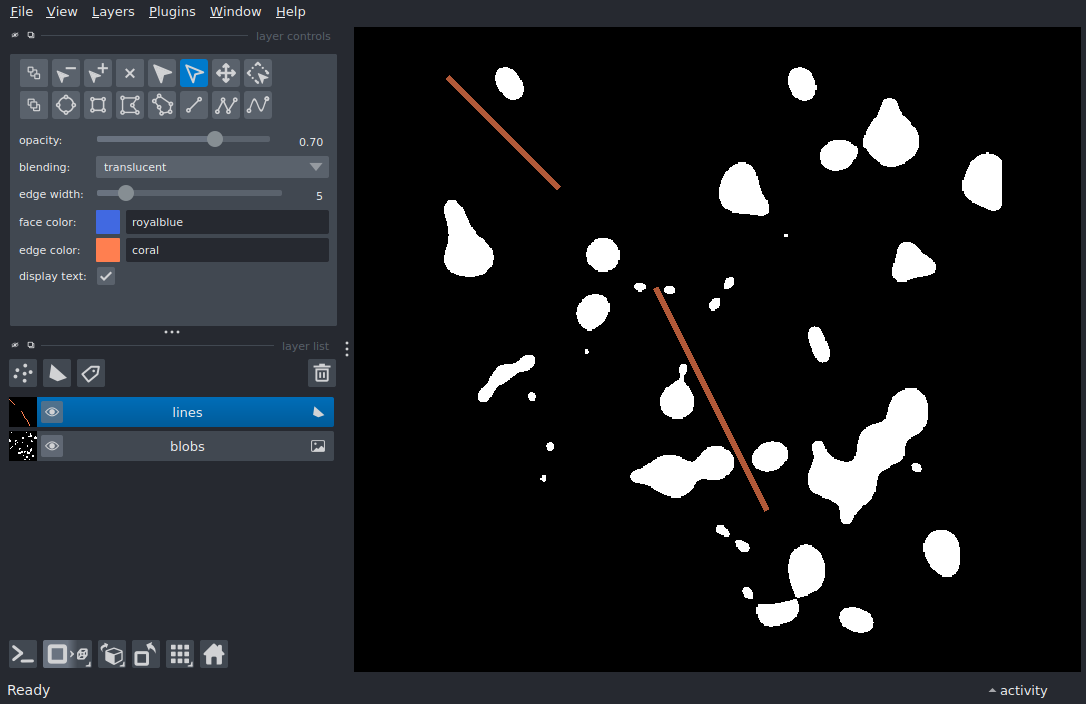 File View Layers Plugins Window Help
layer controls
opacity: 0.70
blending: translucent
edge width: 5
face color: royalblue
edge color: coral
display text:
layer list
lines
blobs
Ready
activity